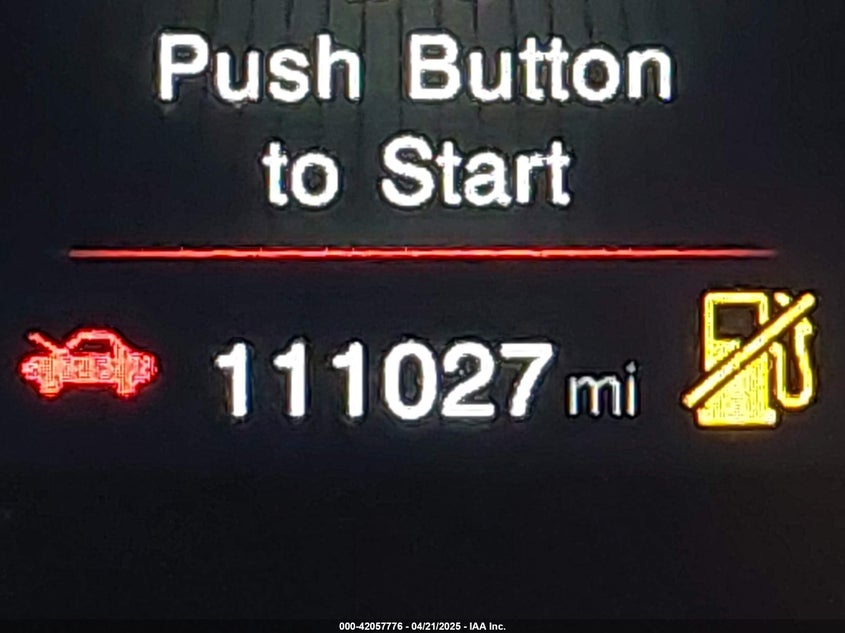 Push Button
to Start
111027 mi
000-42057776 - 04/21/2025 - IAA Inc.